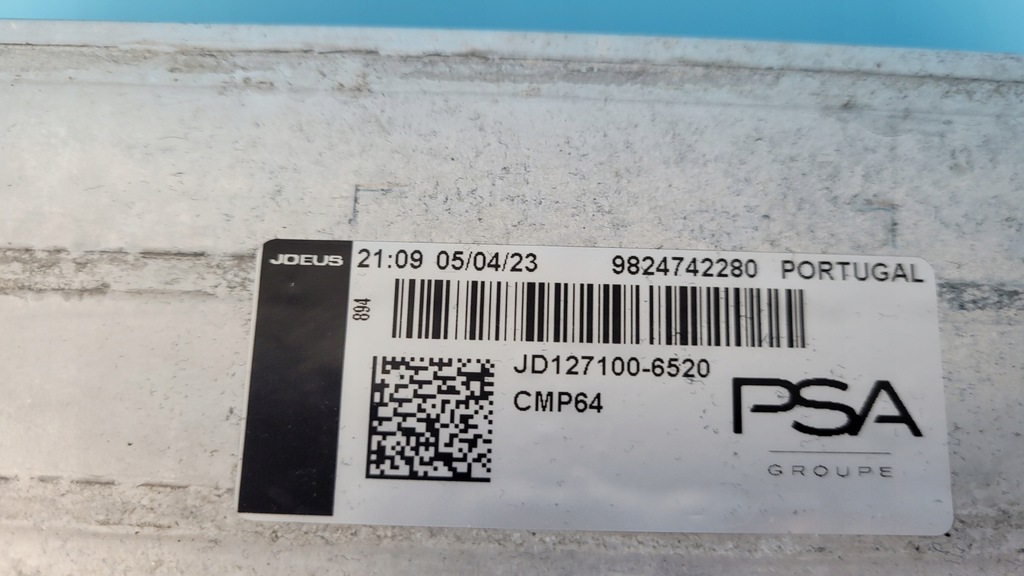 JDEUS 21:09 05/04/23 9824742280 PORTUGAL
894
JD127100-6520
CMP64
PSA
GROUPE